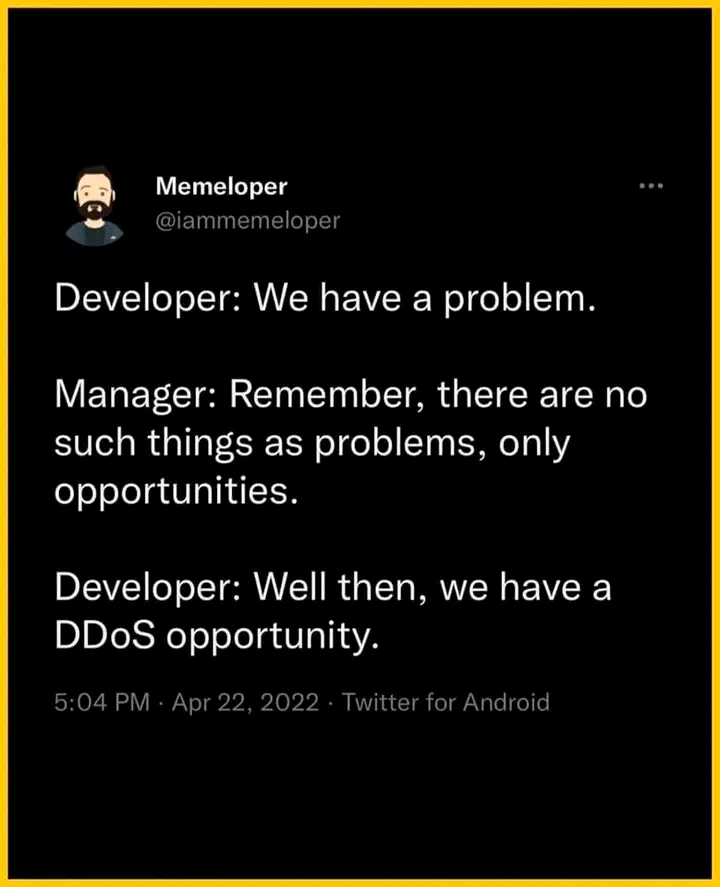 Memeloper
@iammemeloper
Developer: We have a problem.
Manager: Remember, there are no
such things as problems, only
opportunities.
Developer: Well then, we have a
DDoS opportunity.
5:04 PM · Apr 22, 2022 · Twitter for Android